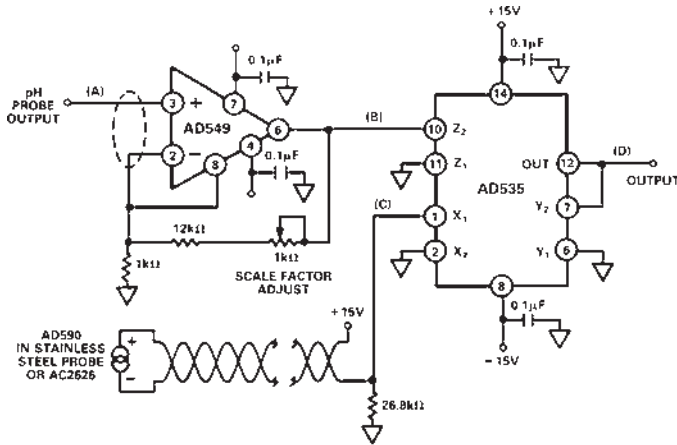 +15V
0.1µF
0.1µF
pH
PROBE
OUTPUT
(A)
3
+
7
AD549
6
2
−
8
4
0.1µF
(B)
10
Z2
14
11
Z1
OUT
12
(D)
OUTPUT
AD535
(C)
1
X1
Y2
7
2
X2
Y1
6
8
12kΩ
1kΩ
1kΩ
SCALE FACTOR
ADJUST
0.1µF
−15V
AD590
IN STAINLESS
STEEL PROBE
OR AC2626
+
−
+15V
26.8kΩ